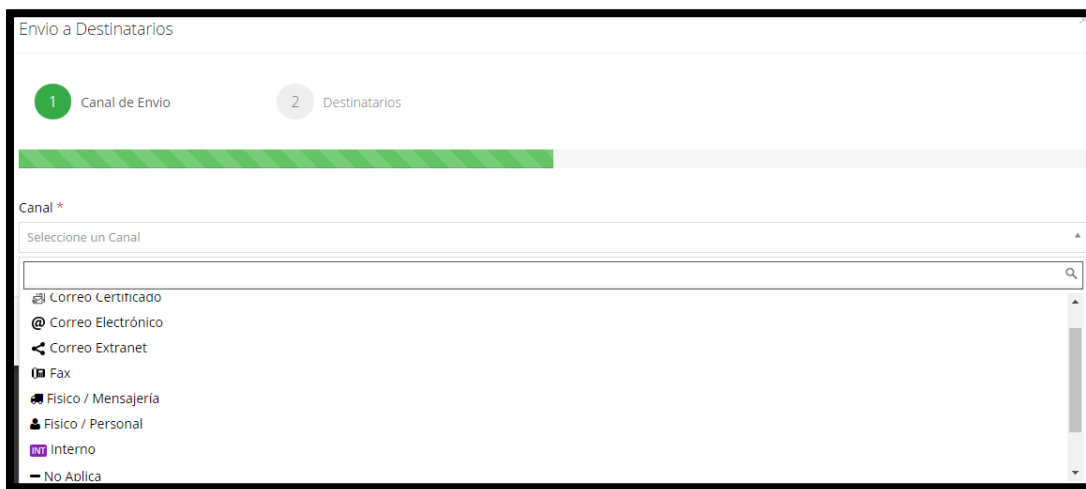 Envio a Destinatarios
1 Canal de Envio 2 Destinatarios
Canal *
Seleccione un Canal
Correo Certificado
@ Correo Electrónico
Correo Extranet
Fax
Fisico / Mensajería
Fisico / Personal
INT Interno
No Aplica